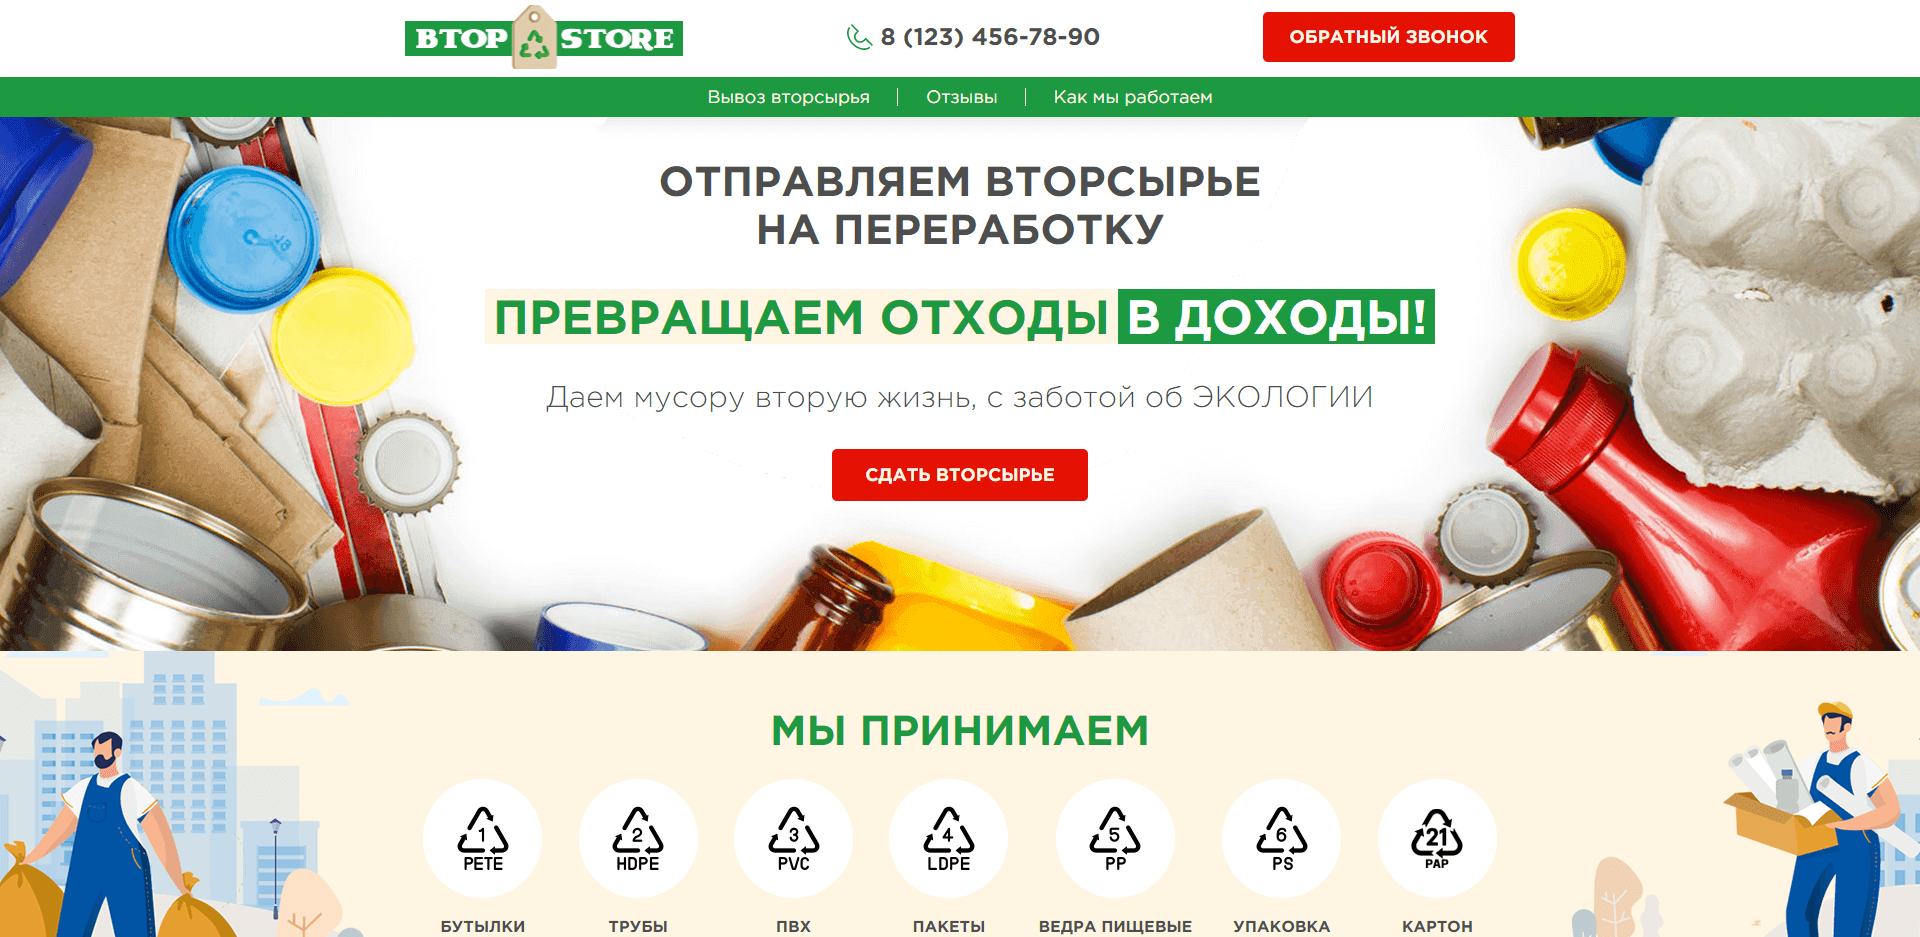 ВТОР STORE
8 (123) 456-78-90
ОБРАТНЫЙ ЗВОНОК
Вывоз вторсырья
Отзывы
Как мы работаем
ОТПРАВЛЯЕМ ВТОРСЫРЬЕ
НА ПЕРЕРАБОТКУ
ПРЕВРАЩАЕМ ОТХОДЫ В ДОХОДЫ!
Даем мусору вторую жизнь, с заботой об ЭКОЛОГИИ
СДАТЬ ВТОРСЫРЬЕ
МЫ ПРИНИМАЕМ
1
PETE
БУТЫЛКИ
2
HDPE
ТРУБЫ
3
PVC
ПВХ
4
LDPE
ПАКЕТЫ
5
PP
ВЕДРА ПИЩЕВЫЕ
6
PS
УПАКОВКА
21
PAP
КАРТОН